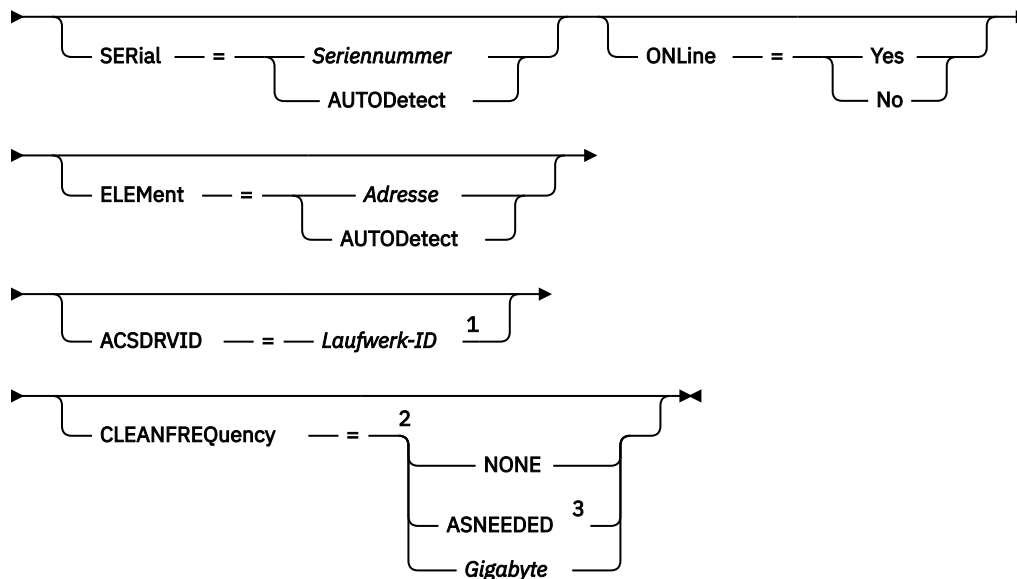 SERial = Seriennummer ONLine = Yes
AUTODetect No
ELEMent = Adresse
AUTODetect
ACSDRVID = Laufwerk-ID 1
CLEANFREQuency = 2
NONE
ASNEEDED 3
Gigabyte